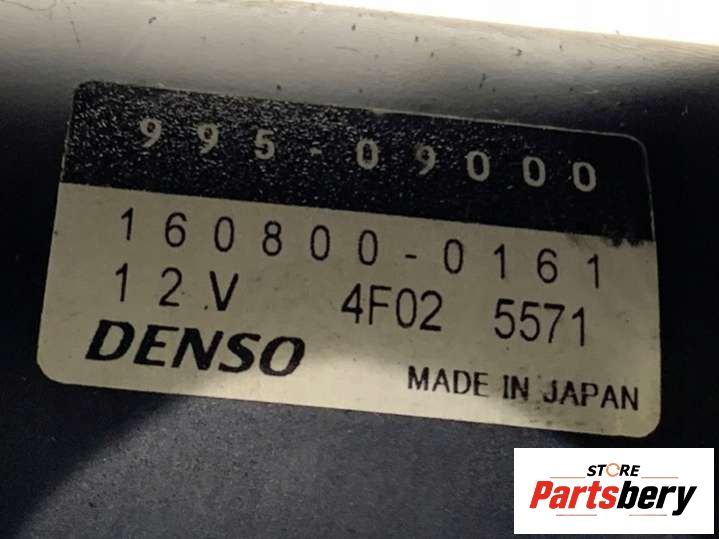 995-09000
160800-0161
12V 4F02 5571
DENSO
MADE IN JAPAN
STORE
Partsbery